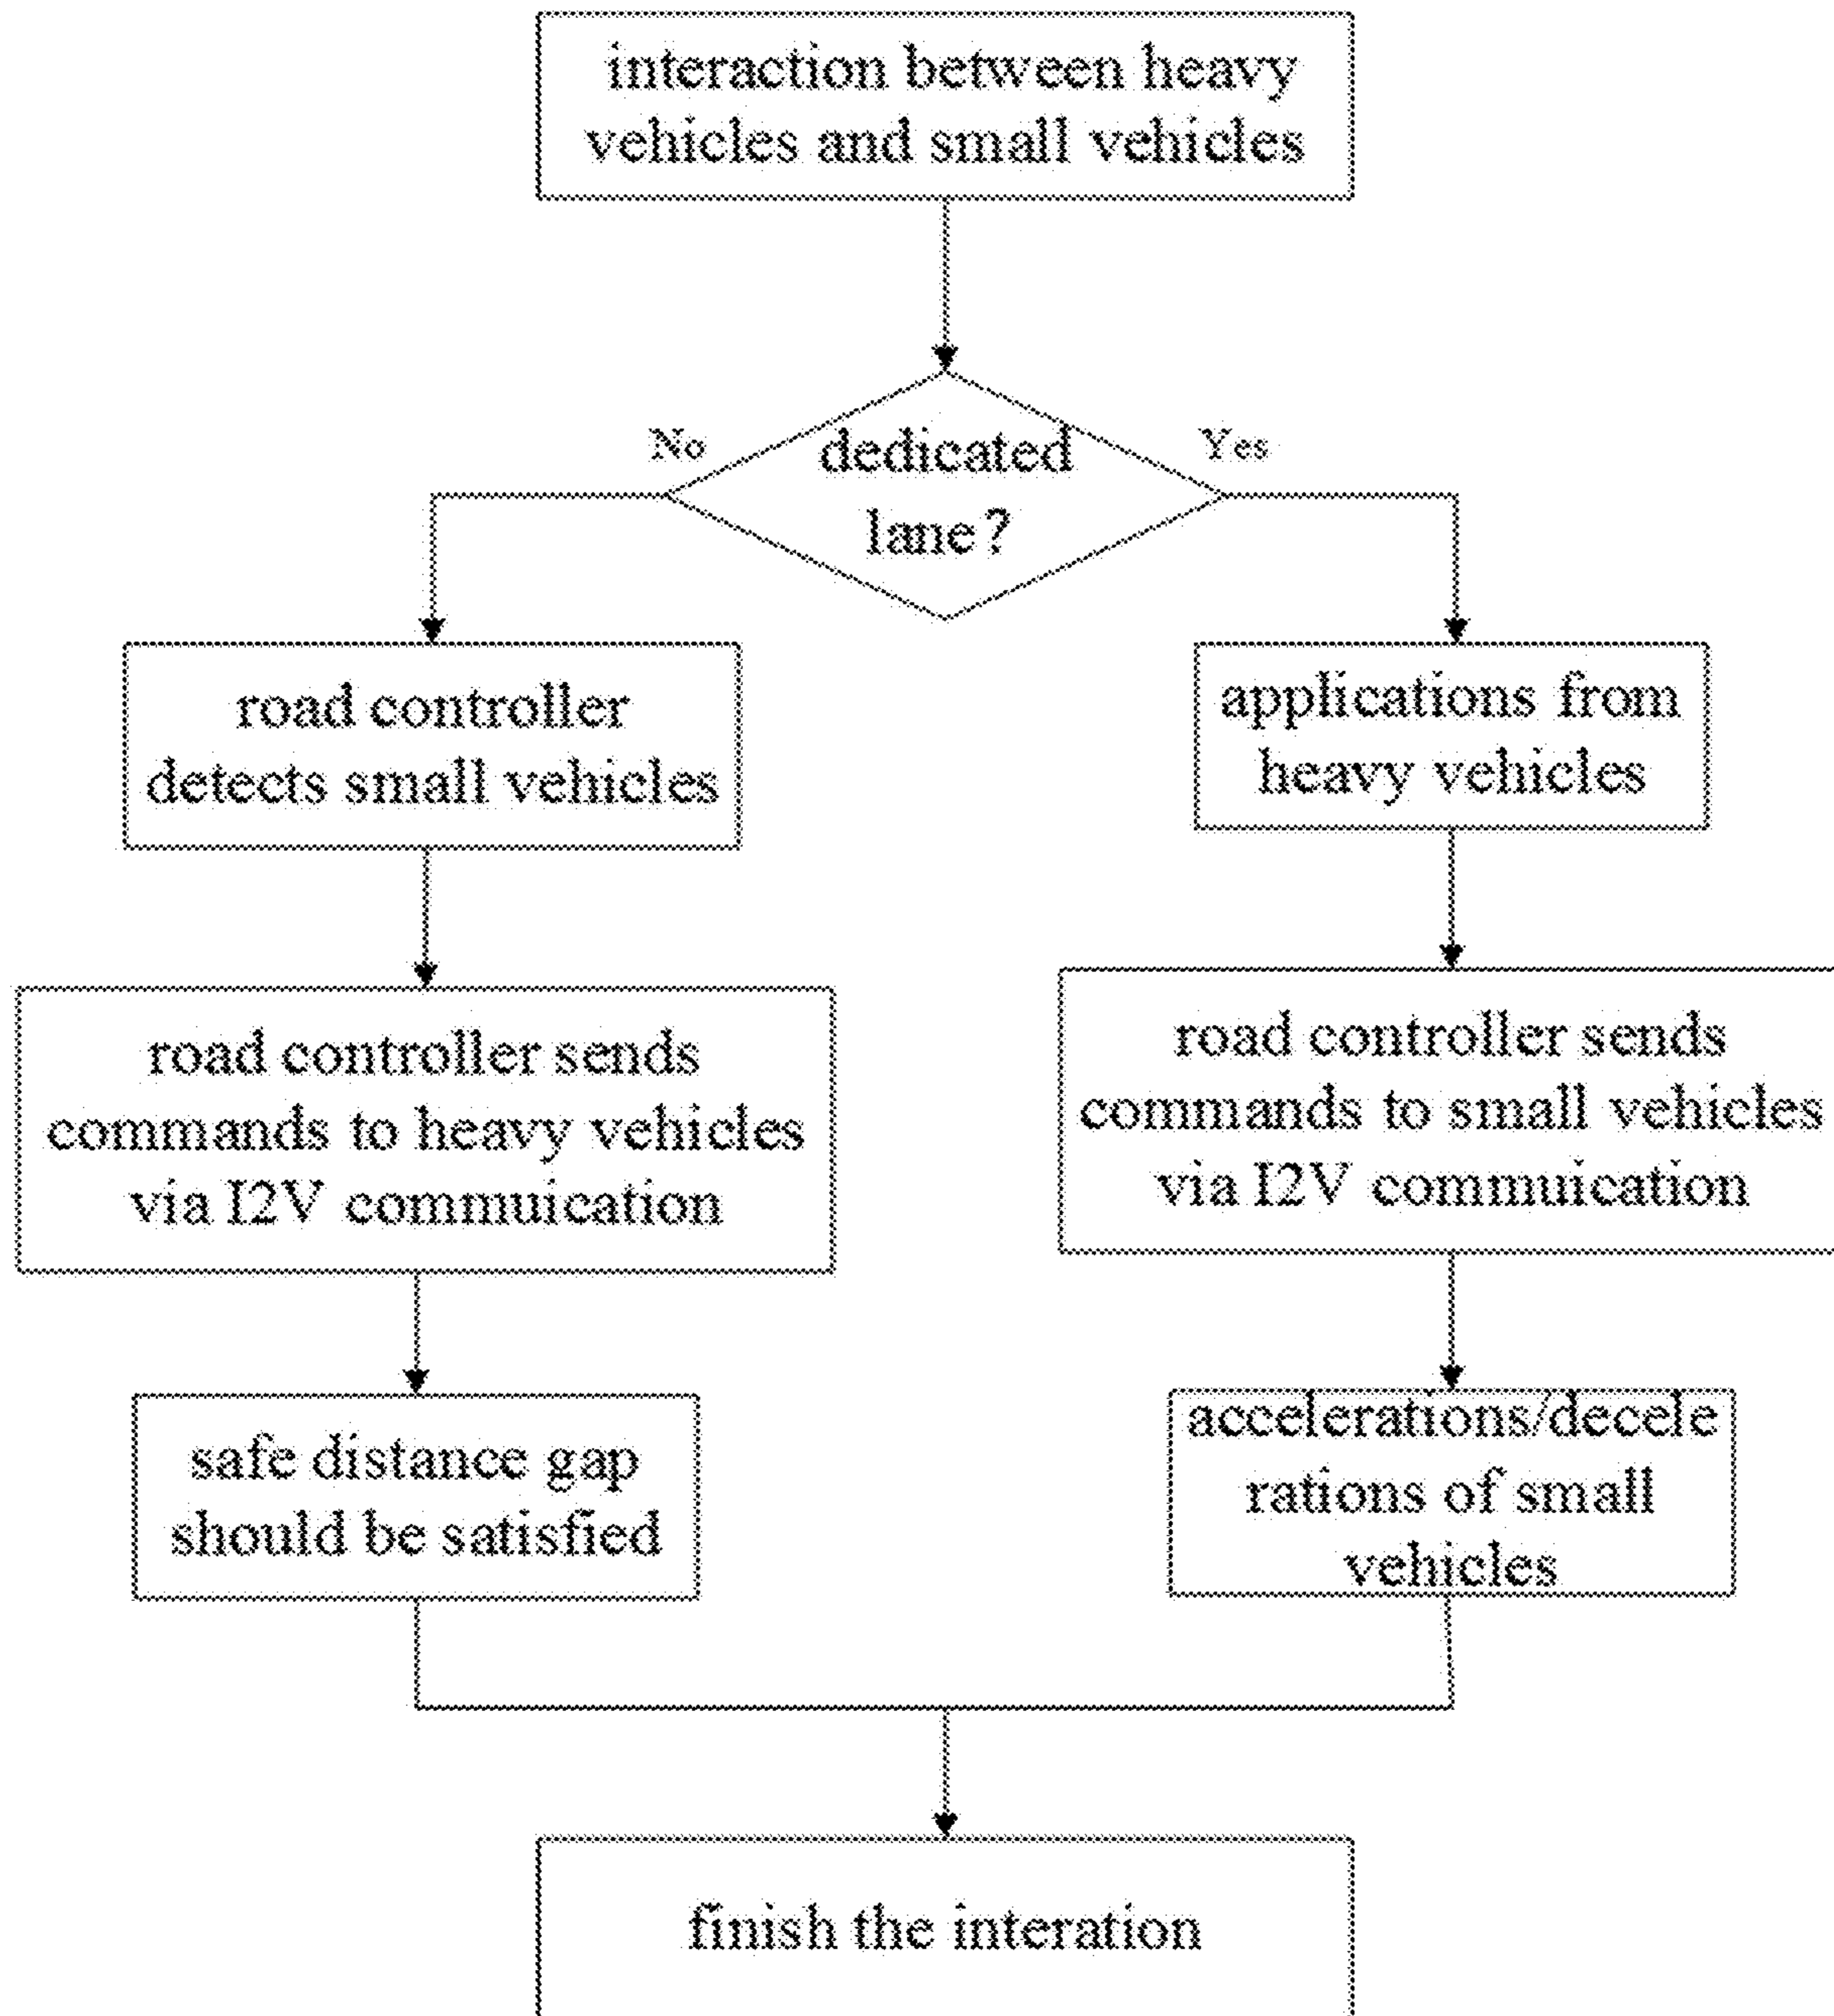 interaction between heavy
vehicles and small vehicles
No
Yes
dedicated
lane?
road controller
detects small vehicles
applications from
heavy vehicles
road controller sends
commands to heavy vehicles
via I2V commuication
road controller sends
commands to small vehicles
via I2V commuication
safe distance gap
should be satisfied
accelerations/decele
rations of small
vehicles
finish the interation